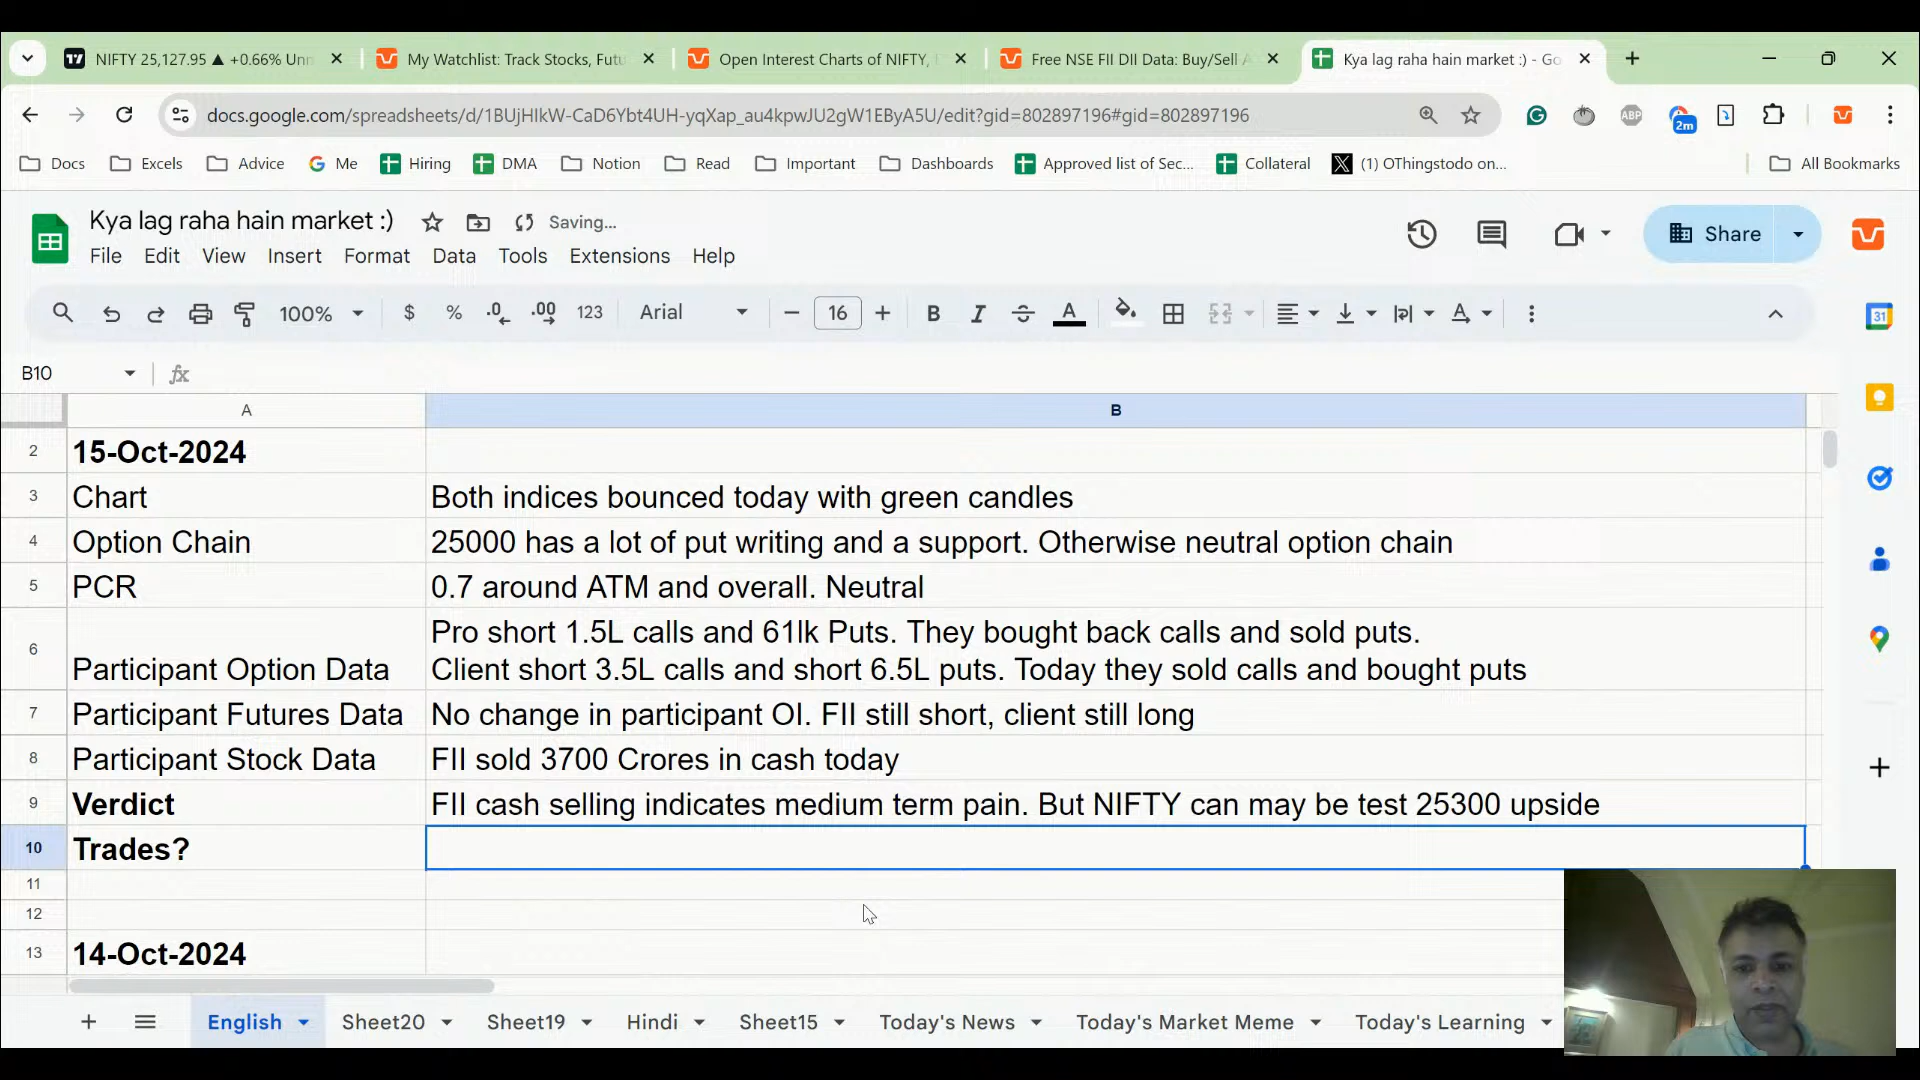 NIFTY 25,127.95 ▲ +0.66% Unn
My Watchlist: Track Stocks, Futu
Open Interest Charts of NIFTY,
Free NSE FII DII Data: Buy/Sell A
Kya lag raha hain market :) - Go
docs.google.com/spreadsheets/d/1BUjHIkW-CaD6Ybt4UH-yqXap_au4kpwJU2gW1EByA5U/edit?gid=802897196#gid=802897196
2m
Docs
Excels
Advice
Me
Hiring
DMA
Notion
Read
Important
Dashboards
Approved list of Sec...
Collateral
(1) OThingstodo on...
All Bookmarks
Kya lag raha hain market :)
Saving...
File Edit View Insert Format Data Tools Extensions Help
Share
100%
$ % .0 .00 123
Arial
16
B I A
31
B10
fx
A B
2 15-Oct-2024
3 Chart Both indices bounced today with green candles
4 Option Chain 25000 has a lot of put writing and a support. Otherwise neutral option chain
5 PCR 0.7 around ATM and overall. Neutral
Pro short 1.5L calls and 61lk Puts. They bought back calls and sold puts.
6 Participant Option Data Client short 3.5L calls and short 6.5L puts. Today they sold calls and bought puts
7 Participant Futures Data No change in participant OI. FII still short, client still long
8 Participant Stock Data FII sold 3700 Crores in cash today
9 Verdict FII cash selling indicates medium term pain. But NIFTY can may be test 25300 upside
10 Trades?
11
12
13 14-Oct-2024
English
Sheet20
Sheet19
Hindi
Sheet15
Today's News
Today's Market Meme
Today's Learning